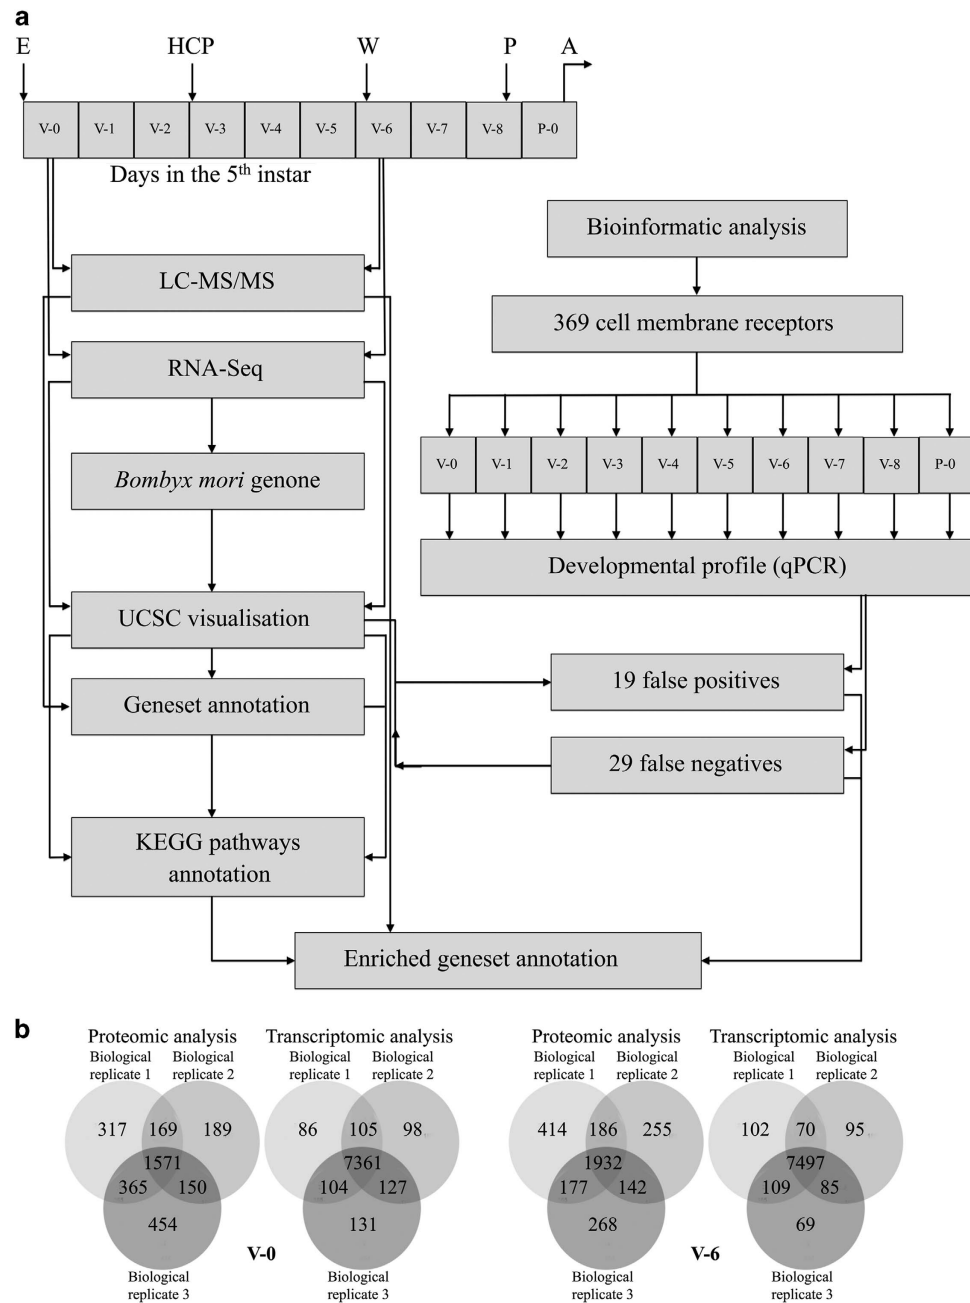 a
E HCP W P A
V-0 V-1 V-2 V-3 V-4 V-5 V-6 V-7 V-8 P-0
Days in the 5th instar
LC-MS/MS
RNA-Seq
Bombyx mori genone
UCSC visualisation
Geneset annotation
KEGG pathways
annotation
Bioinformatic analysis
369 cell membrane receptors
V-0 V-1 V-2 V-3 V-4 V-5 V-6 V-7 V-8 P-0
Developmental profile (qPCR)
19 false positives
29 false negatives
Enriched geneset annotation
b
Proteomic analysis
Biological
replicate 1
Biological
replicate 2
317 169 189
1571
365 150
454
Biological
replicate 3
Transcriptomic analysis
Biological
replicate 1
Biological
replicate 2
86 105 98
7361
104 127
131
Biological
replicate 3
V-0
Proteomic analysis
Biological
replicate 1
Biological
replicate 2
414 186 255
1932
177 142
268
Biological
replicate 3
Transcriptomic analysis
Biological
replicate 1
Biological
replicate 2
102 70 95
7497
109 85
69
Biological
replicate 3
V-6